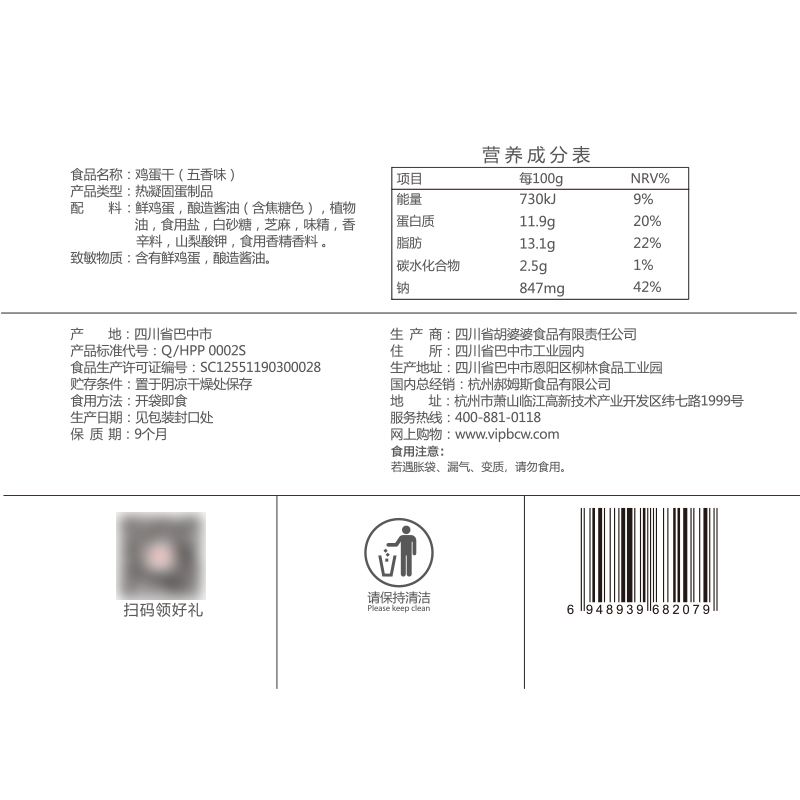 食品名称：鸡蛋干（五香味）
产品类型：热凝固蛋制品
配 料：鲜鸡蛋，酿造酱油（含焦糖色），植物
油，食用盐，白砂糖，芝麻，味精，香
辛料，山梨酸钾，食用香精香料。
致敏物质：含有鲜鸡蛋，酿造酱油。
营养成分表
项目 每100g NRV%
能量 730kJ 9%
蛋白质 11.9g 20%
脂肪 13.1g 22%
碳水化合物 2.5g 1%
钠 847mg 42%
产 地：四川省巴中市
产品标准代号：Q/HPP 0002S
食品生产许可证编号：SC12551190300028
贮存条件：置于阴凉干燥处保存
食用方法：开袋即食
生产日期：见包装封口处
保 质 期：9个月
生 产 商：四川省胡婆婆食品有限责任公司
住 所：四川省巴中市工业园内
生产地址：四川省巴中市恩阳区柳林食品工业园
国内总经销：杭州郝姆斯食品有限公司
地 址：杭州市萧山临江高新技术产业开发区纬七路1999号
服务热线：400-881-0118
网上购物：www.vipbcw.com
食用注意：
若遇胀袋、漏气、变质，请勿食用。
扫码领好礼
请保持清洁
Please keep clean
6 948939 682079